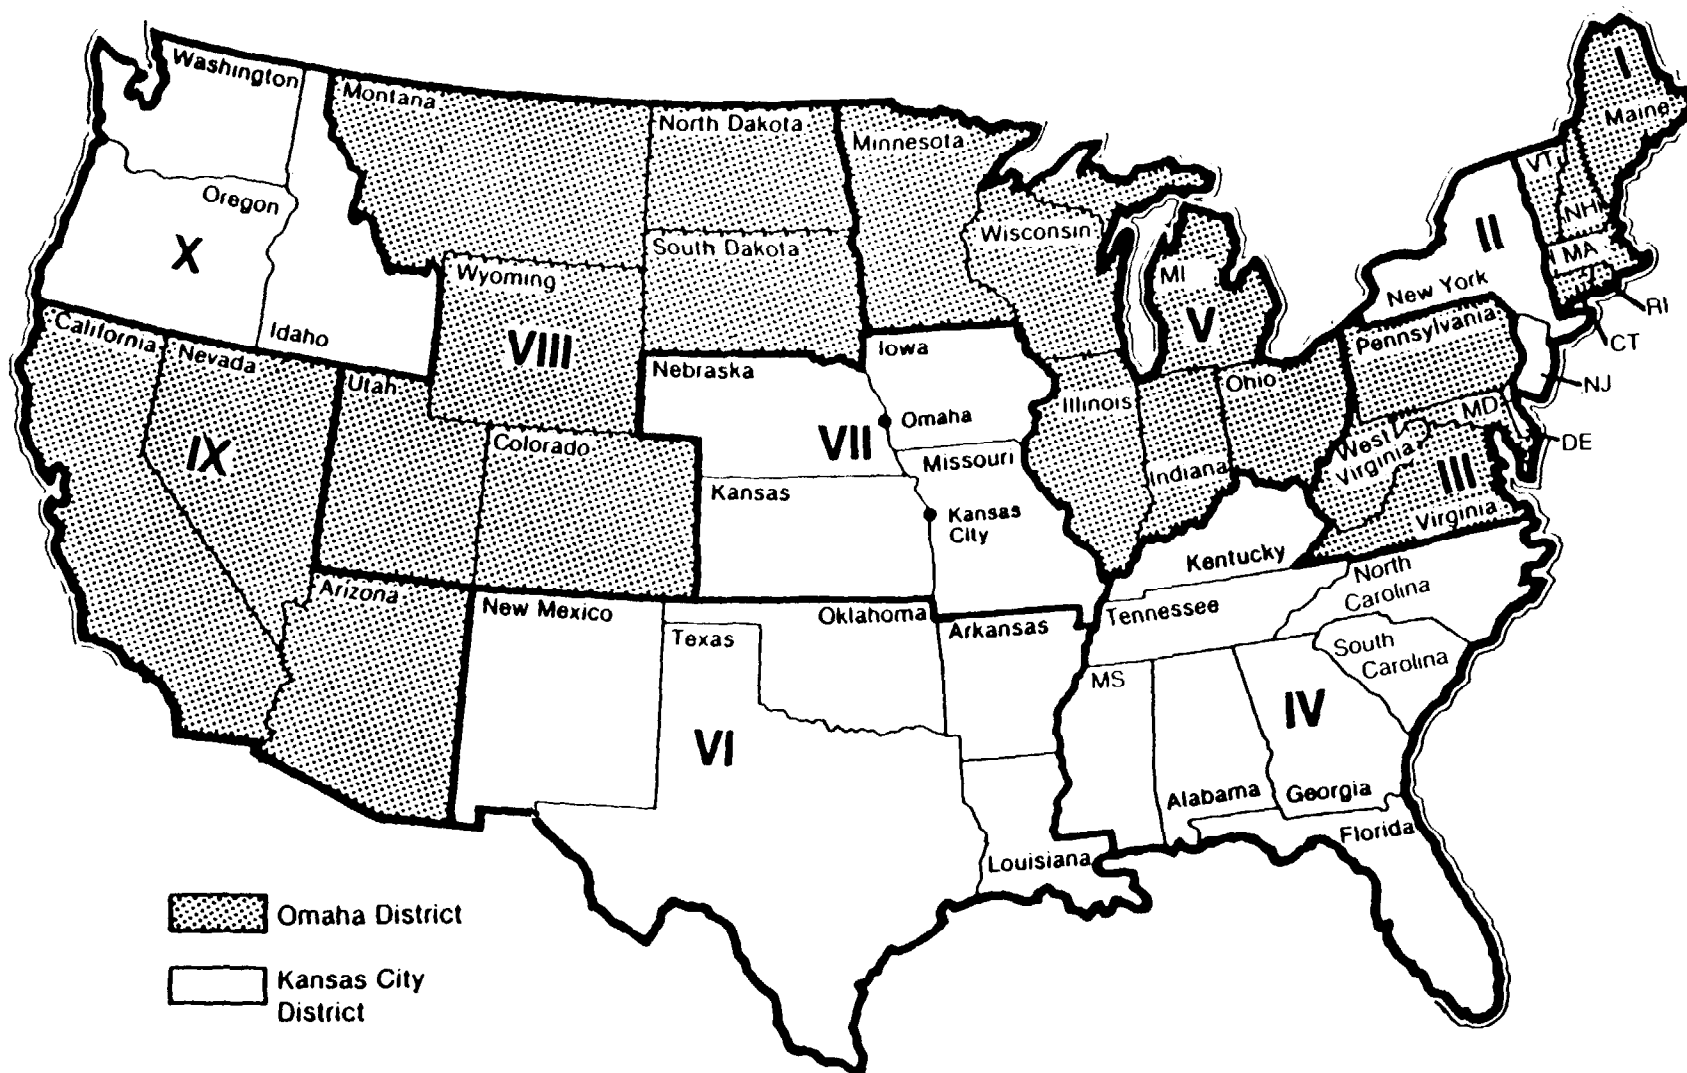 Washington
Montana
North Dakota
Minnesota
I
Maine
VT
NH
MA
RI
CT
II
New York
Oregon
X
Idaho
Wyoming
VIII
South Dakota
Wisconsin
MI
V
California
Nevada
IX
Utah
Colorado
Nebraska
Iowa
Omaha
VII
Missouri
Kansas
Kansas
City
Illinois
Indiana
Ohio
Pennsylvania
NJ
MD
DE
West
Virginia
III
Virginia
Kentucky
Arizona
New Mexico
Oklahoma
Texas
VI
Arkansas
Louisiana
Tennessee
North
Carolina
South
Carolina
MS
IV
Alabama
Georgia
Florida
Omaha District
Kansas City
District